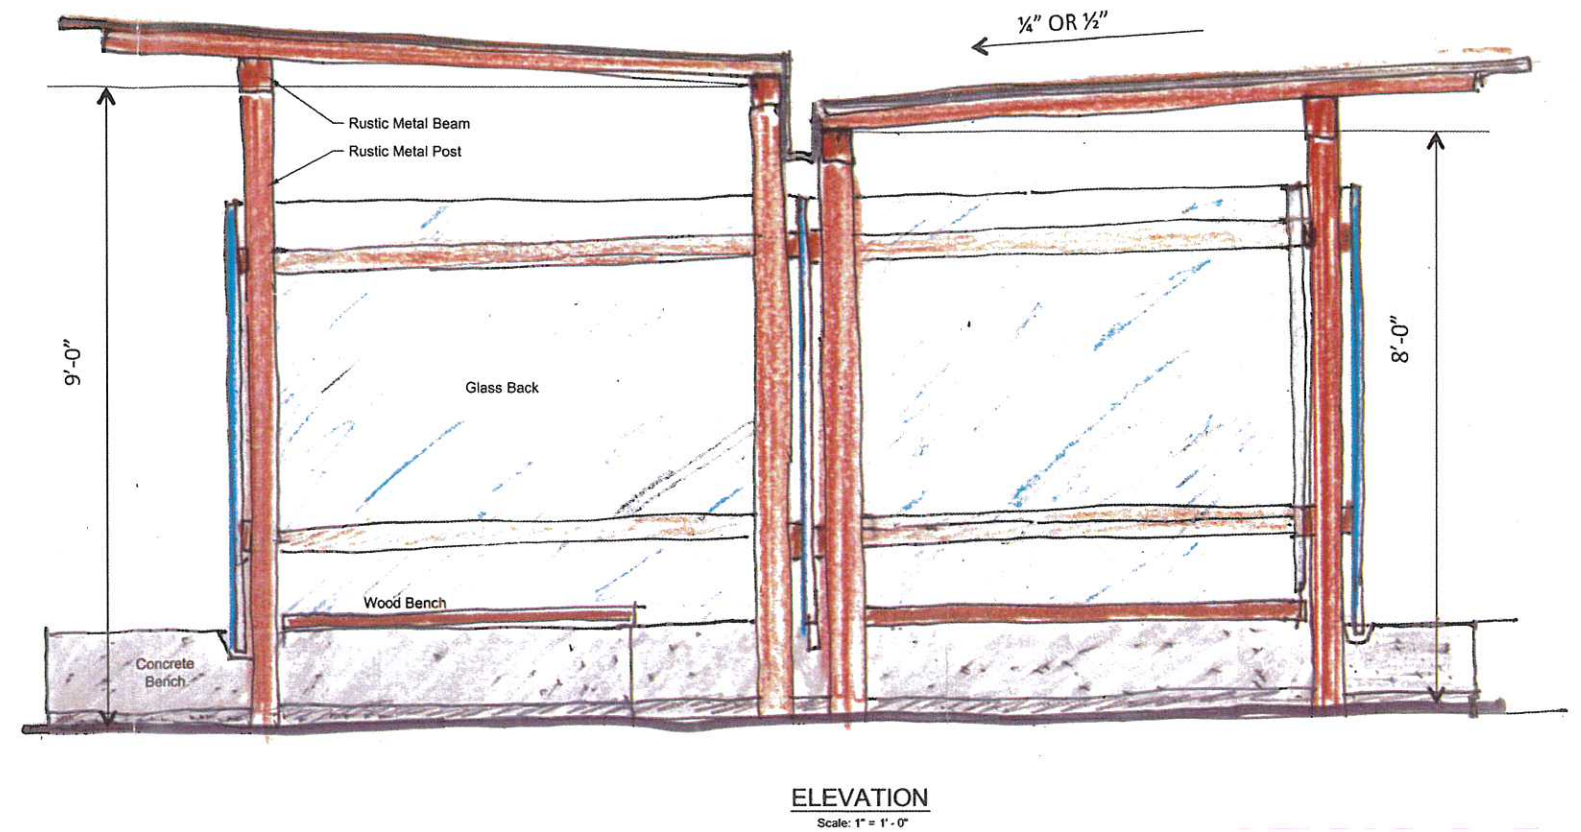 ¼” OR ½”
Rustic Metal Beam
Rustic Metal Post
9’-0”
8’-0”
Glass Back
Wood Bench
Concrete
Bench
ELEVATION
Scale: 1" = 1' - 0"